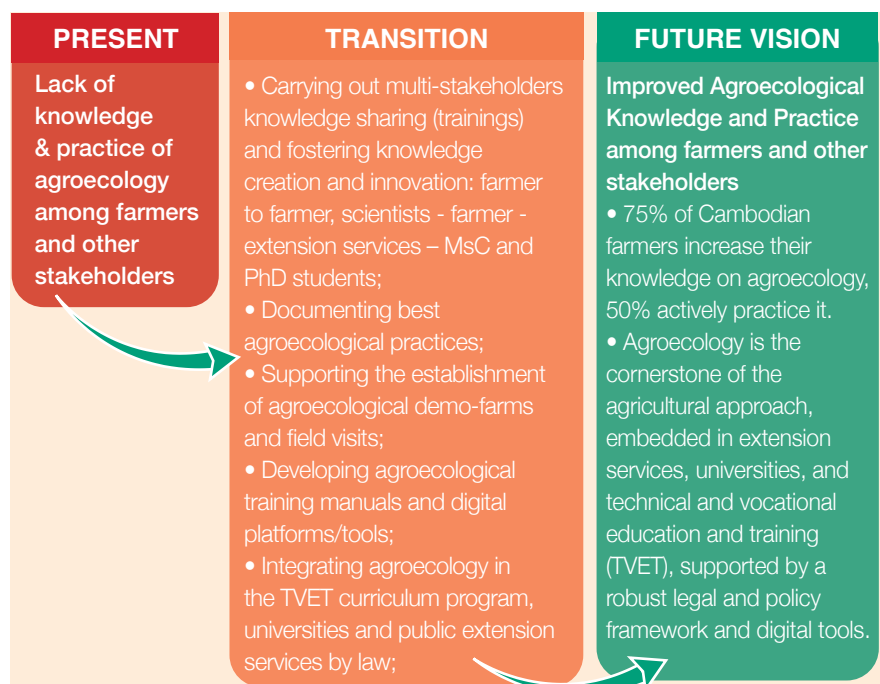 PRESENT
Lack of
knowledge
& practice of
agroecology
among farmers
and other
stakeholders
TRANSITION
• Carrying out multi-stakeholders
knowledge sharing (trainings)
and fostering knowledge
creation and innovation: farmer
to farmer, scientists - farmer -
extension services – MsC and
PhD students;
• Documenting best
agroecological practices;
• Supporting the establishment
of agroecological demo-farms
and field visits;
• Developing agroecological
training manuals and digital
platforms/tools;
• Integrating agroecology in
the TVET curriculum program,
universities and public extension
services by law;
FUTURE VISION
Improved Agroecological
Knowledge and Practice
among farmers and other
stakeholders
• 75% of Cambodian
farmers increase their
knowledge on agroecology,
50% actively practice it.
• Agroecology is the
cornerstone of the
agricultural approach,
embedded in extension
services, universities, and
technical and vocational
education and training
(TVET), supported by a
robust legal and policy
framework and digital tools.